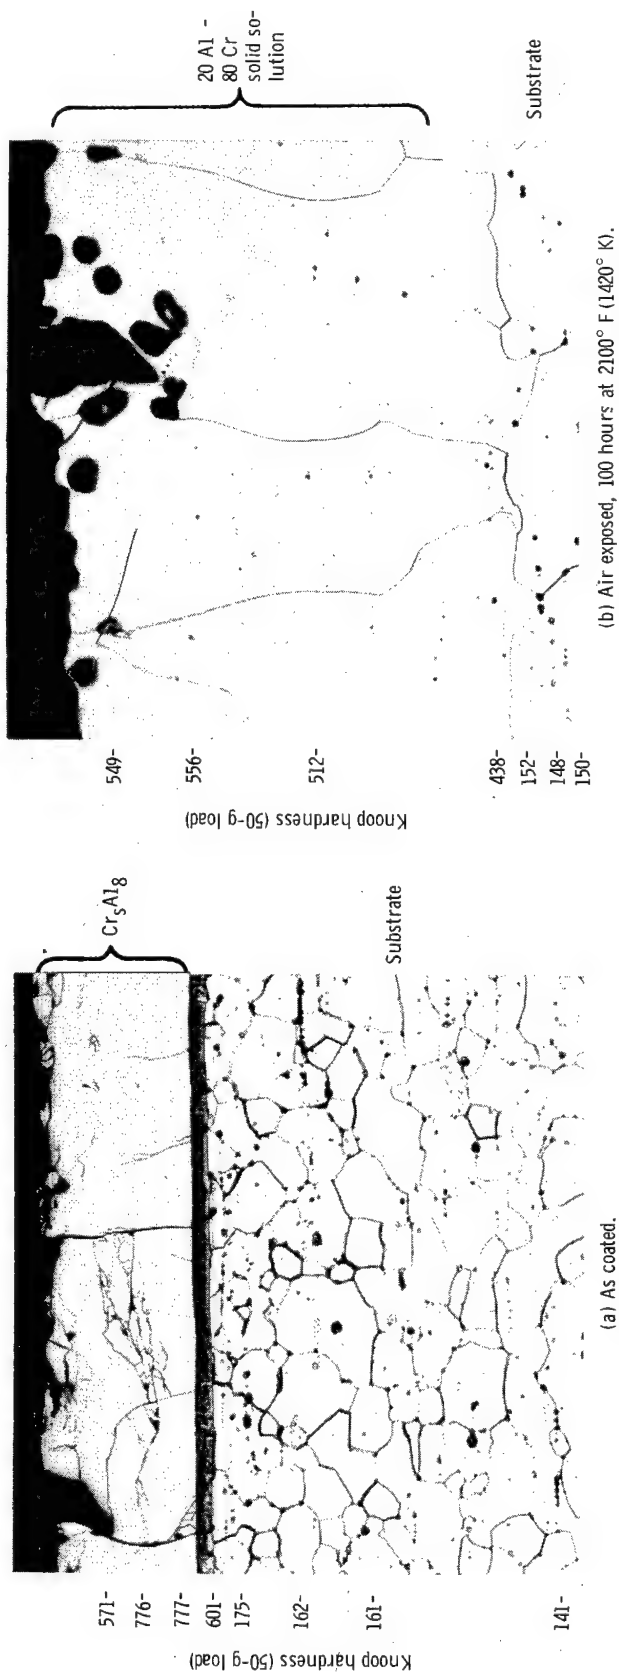 Knoop hardness (50-g load)
571-
776-
777-
601-
175-
162-
161-
141-
Cr5Al8
Substrate
(a) As coated.
Knoop hardness (50-g load)
549-
556-
512-
438-
152-
148-
150-
20 Al -
80 Cr
solid so-
lution
Substrate
(b) Air exposed, 100 hours at 2100° F (1420° K).